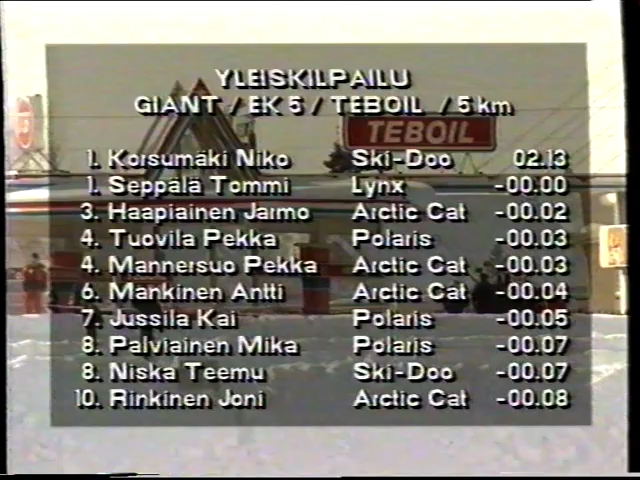 YLEISKILPAILU
GIANT / EK 5 / TEBOIL / 5 km
TEBOIL
1. Korsumäki Niko Ski-Doo 02.13
1. Seppälä Tommi Lynx -00.00
3. Haapiainen Jarmo Arctic Cat -00.02
4. Tuovila Pekka Polaris -00.03
4. Mannersuo Pekka Arctic Cat -00.03
6. Mankinen Antti Arctic Cat -00.04
7. Jussila Kai Polaris -00.05
8. Palviainen Mika Polaris -00.07
8. Niska Teemu Ski-Doo -00.07
10. Rinkinen Joni Arctic Cat -00.08